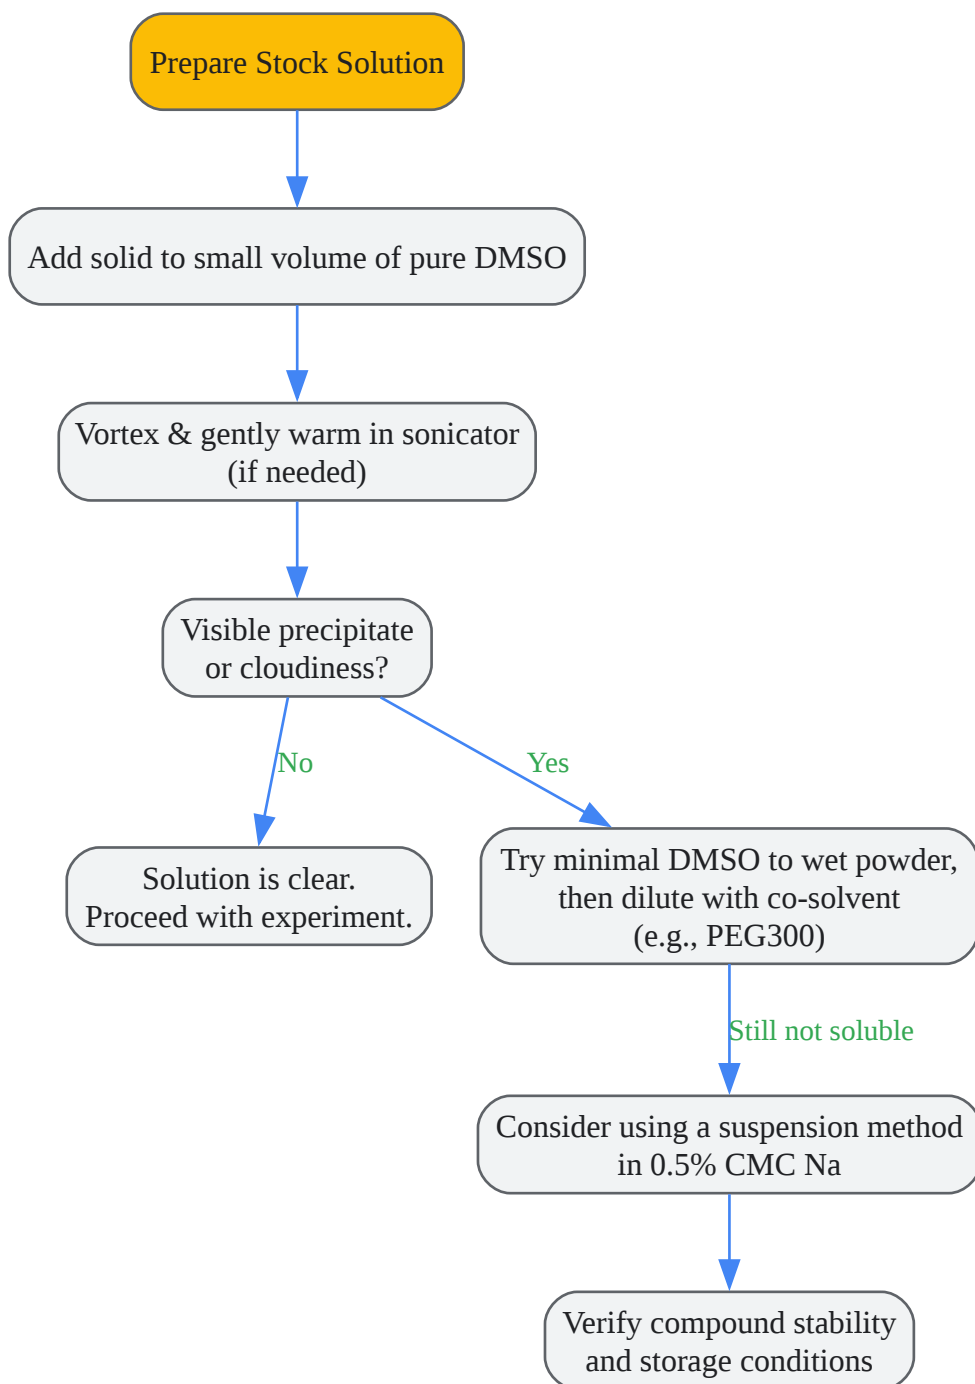 Prepare Stock Solution
Add solid to small volume of pure DMSO
Vortex & gently warm in sonicator
(if needed)
Visible precipitate
or cloudiness?
No
Yes
Solution is clear.
Proceed with experiment.
Try minimal DMSO to wet powder,
then dilute with co-solvent
(e.g., PEG300)
Still not soluble
Consider using a suspension method
in 0.5% CMC Na
Verify compound stability
and storage conditions